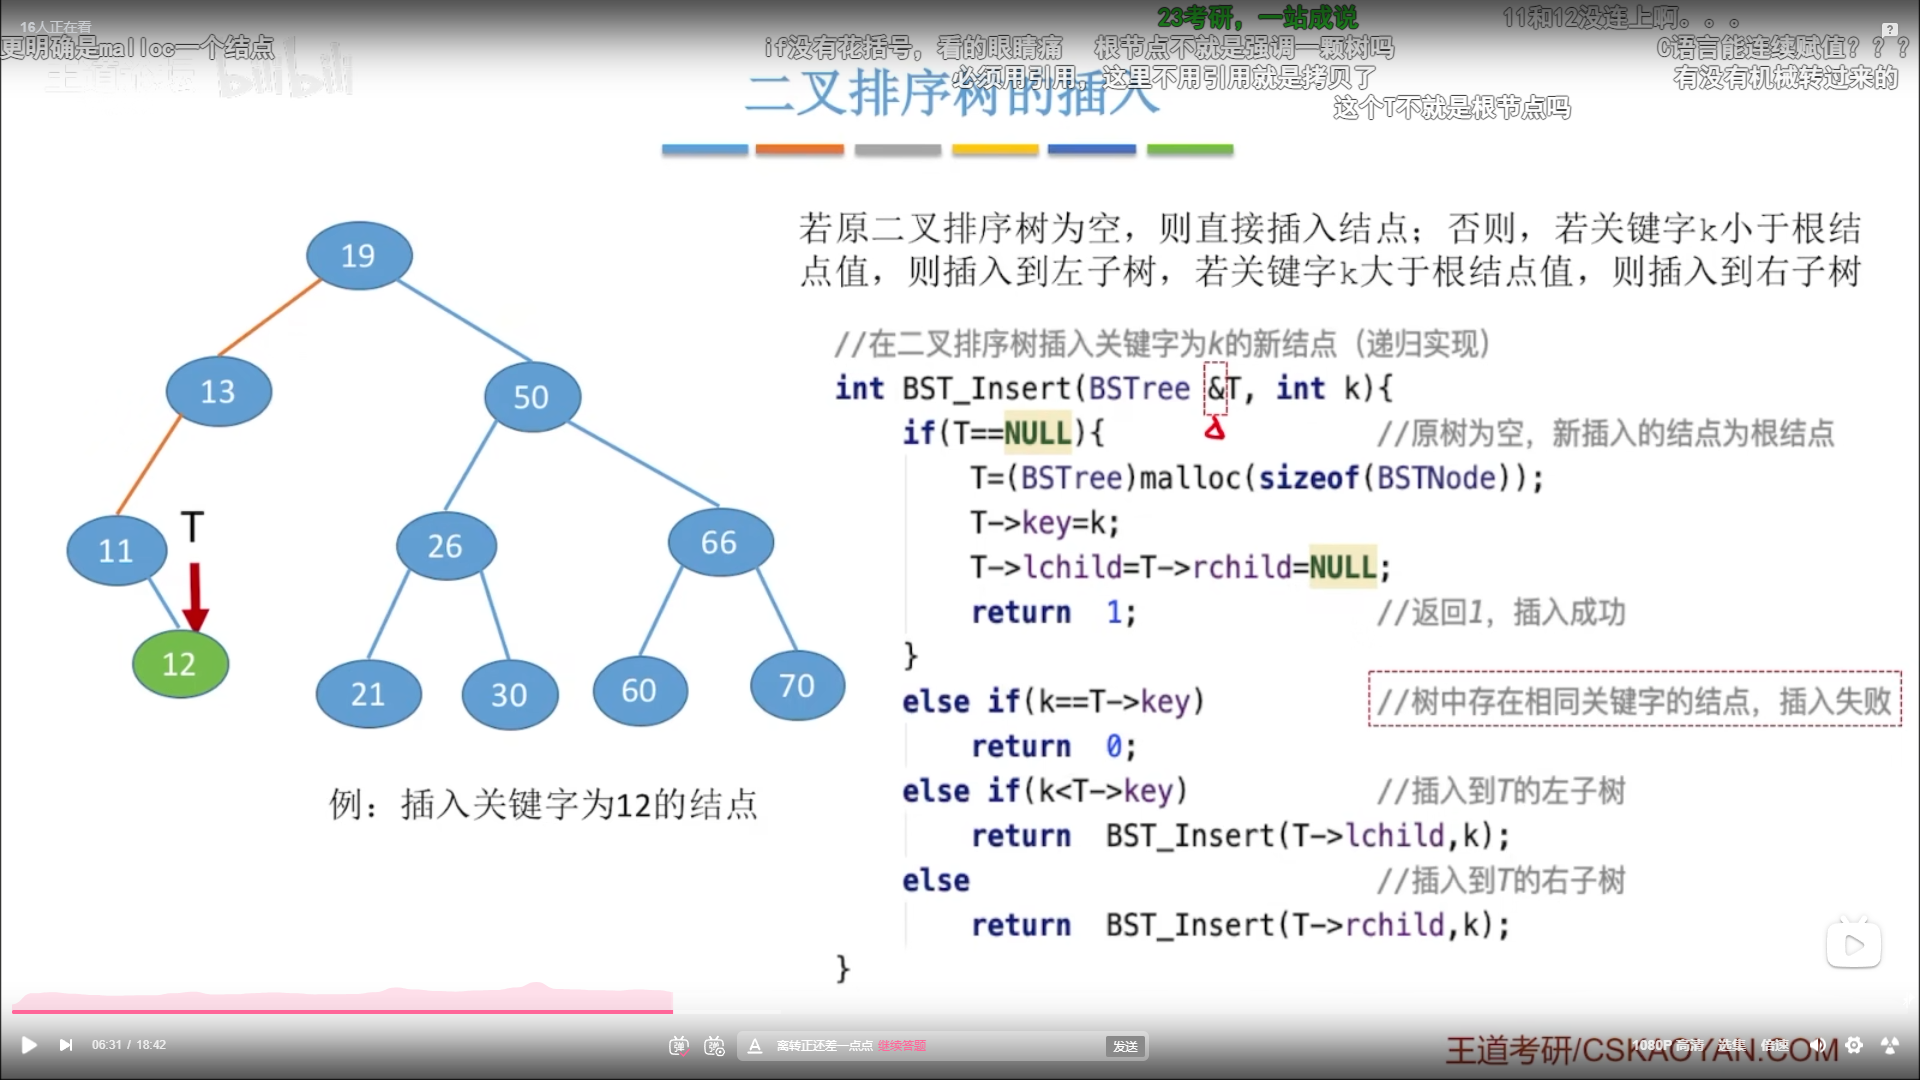 16人正在看
23考研，一站成说
11和12没连上啊。。。
更明确是malloc一个结点
if没有花括号，看的眼睛痛
根节点不就是强调一颗树吗
C语言能连续赋值？？？
必须用引用，这里不用引用就是拷贝了
有没有机械转过来的
王道论坛 bilibili
二叉排序树的插入
这个T不就是根节点吗
若原二叉排序树为空，则直接插入结点；否则，若关键字k小于根结
点值，则插入到左子树，若关键字k大于根结点值，则插入到右子树
19
13
50
11
T
26
66
12
21
30
60
70
例：插入关键字为12的结点
//在二叉排序树插入关键字为k的新结点（递归实现）
int BST_Insert(BSTree &T, int k){
if(T==NULL){ //原树为空，新插入的结点为根结点
T=(BSTree)malloc(sizeof(BSTNode));
T->key=k;
T->lchild=T->rchild=NULL;
return 1; //返回1，插入成功
}
else if(k==T->key) //树中存在相同关键字的结点，插入失败
return 0;
else if(k<T->key) //插入到T的左子树
return BST_Insert(T->lchild,k);
else //插入到T的右子树
return BST_Insert(T->rchild,k);
}
06:31 / 18:42
弹
弹
A 离转正还差一点点 继续答题
发送
王道考研/CSKAOYAN.COM
1080P 高清 选集 倍速